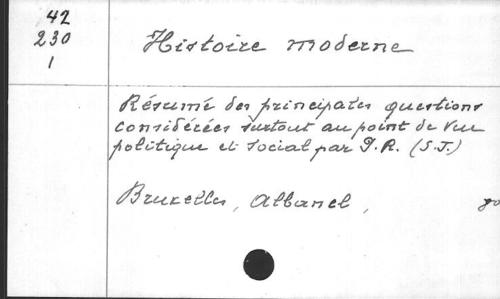 42
230
1
Histoire moderne
Résumé des principales questions
considérées surtout au point de vue
politique et social par P.R. (S.J.)
Bruxelles, Albanel,